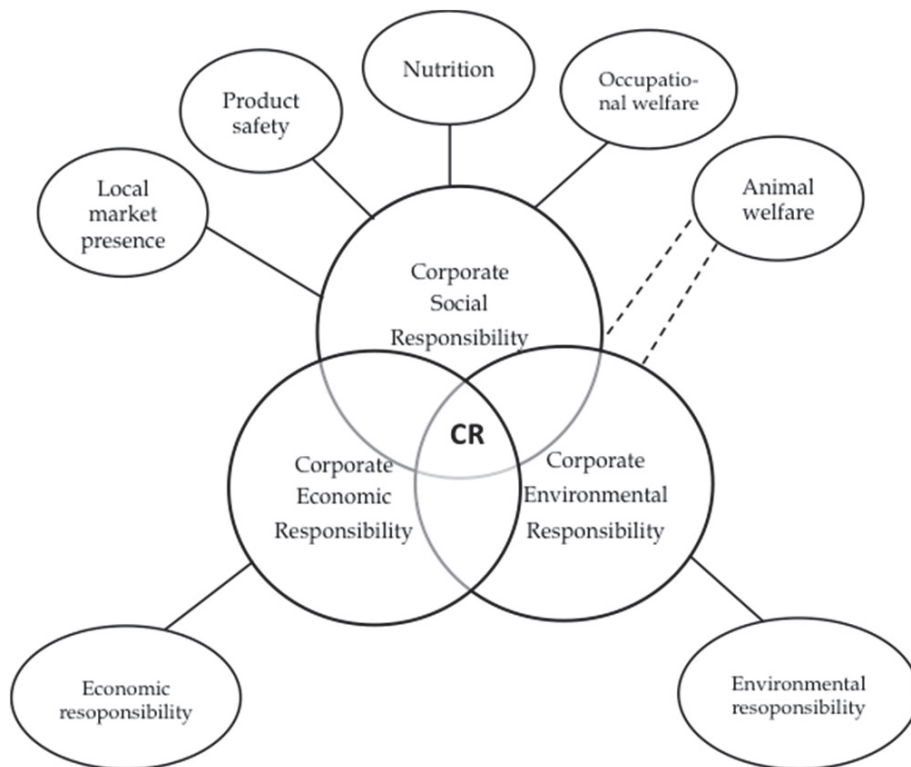 Nutrition
Occupatio-
nal welfare
Product
safety
Local
market
presence
Animal
welfare
Corporate
Social
Responsibility
CR
Corporate
Economic
Responsibility
Corporate
Environmental
Responsibility
Economic
resoponsibility
Environmental
resoponsibility